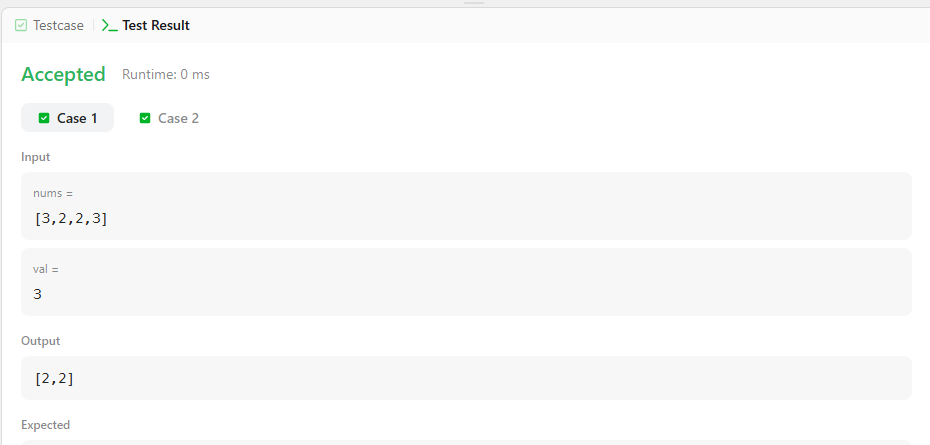 Testcase Test Result
Accepted Runtime: 0 ms
Case 1 Case 2
Input
nums =
[3,2,2,3]
val =
3
Output
[2,2]
Expected